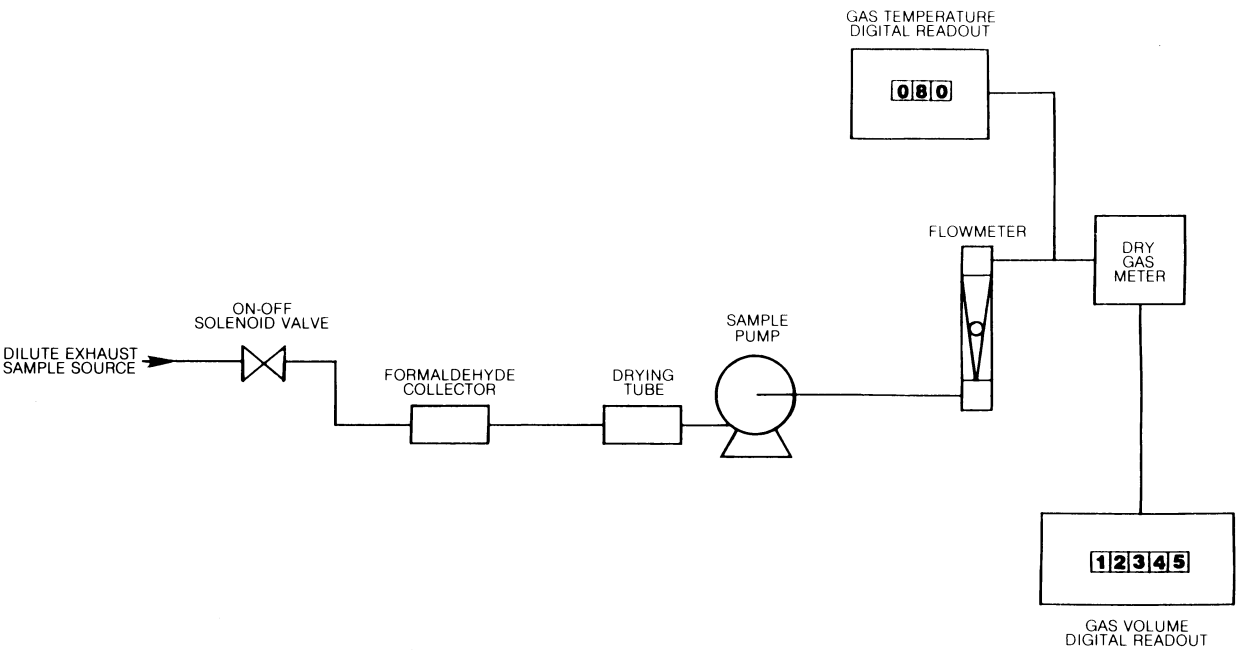 GAS TEMPERATURE
DIGITAL READOUT
080
FLOWMETER
DRY
GAS
METER
ON-OFF
SOLENOID VALVE
SAMPLE
PUMP
DILUTE EXHAUST
SAMPLE SOURCE
FORMALDEHYDE
COLLECTOR
DRYING
TUBE
12345
GAS VOLUME
DIGITAL READOUT